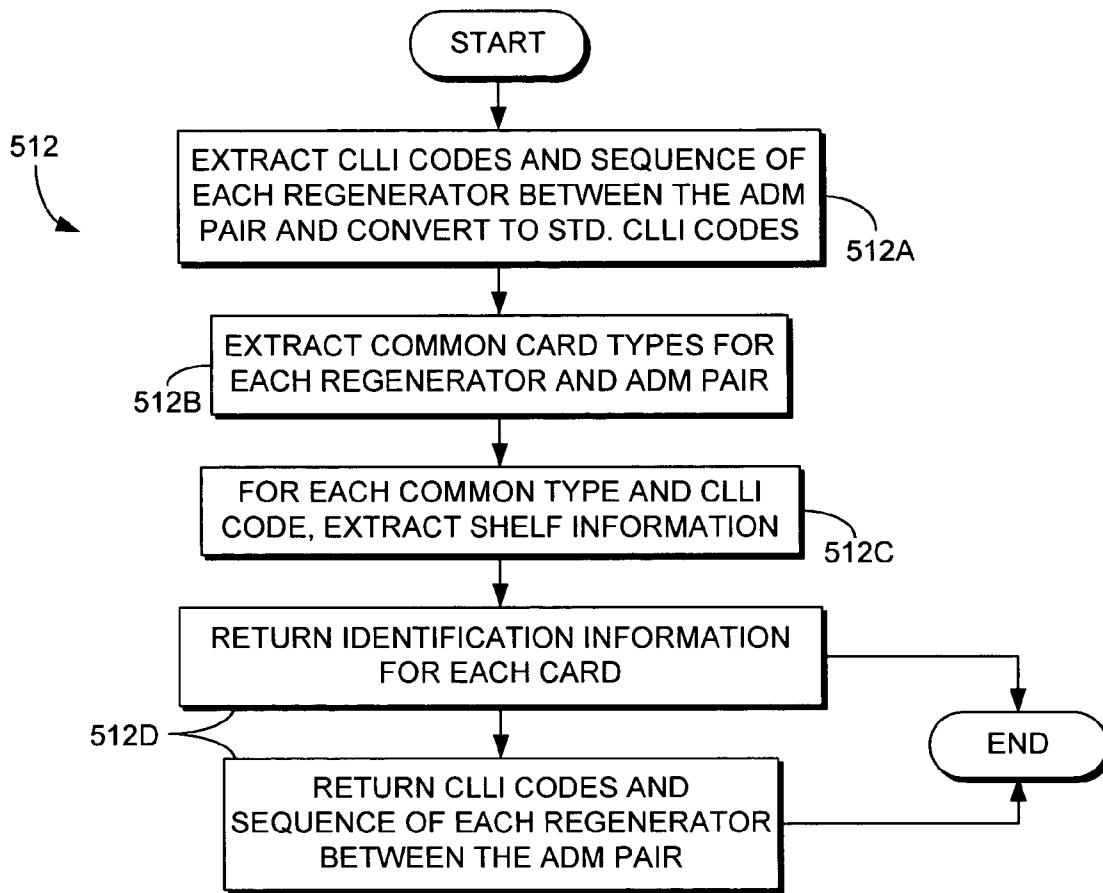 START
512
EXTRACT CLLI CODES AND SEQUENCE OF
EACH REGENERATOR BETWEEN THE ADM
PAIR AND CONVERT TO STD. CLLI CODES
512A
EXTRACT COMMON CARD TYPES FOR
EACH REGENERATOR AND ADM PAIR
512B
FOR EACH COMMON TYPE AND CLLI
CODE, EXTRACT SHELF INFORMATION
512C
RETURN IDENTIFICATION INFORMATION
FOR EACH CARD
512D
END
RETURN CLLI CODES AND
SEQUENCE OF EACH REGENERATOR
BETWEEN THE ADM PAIR